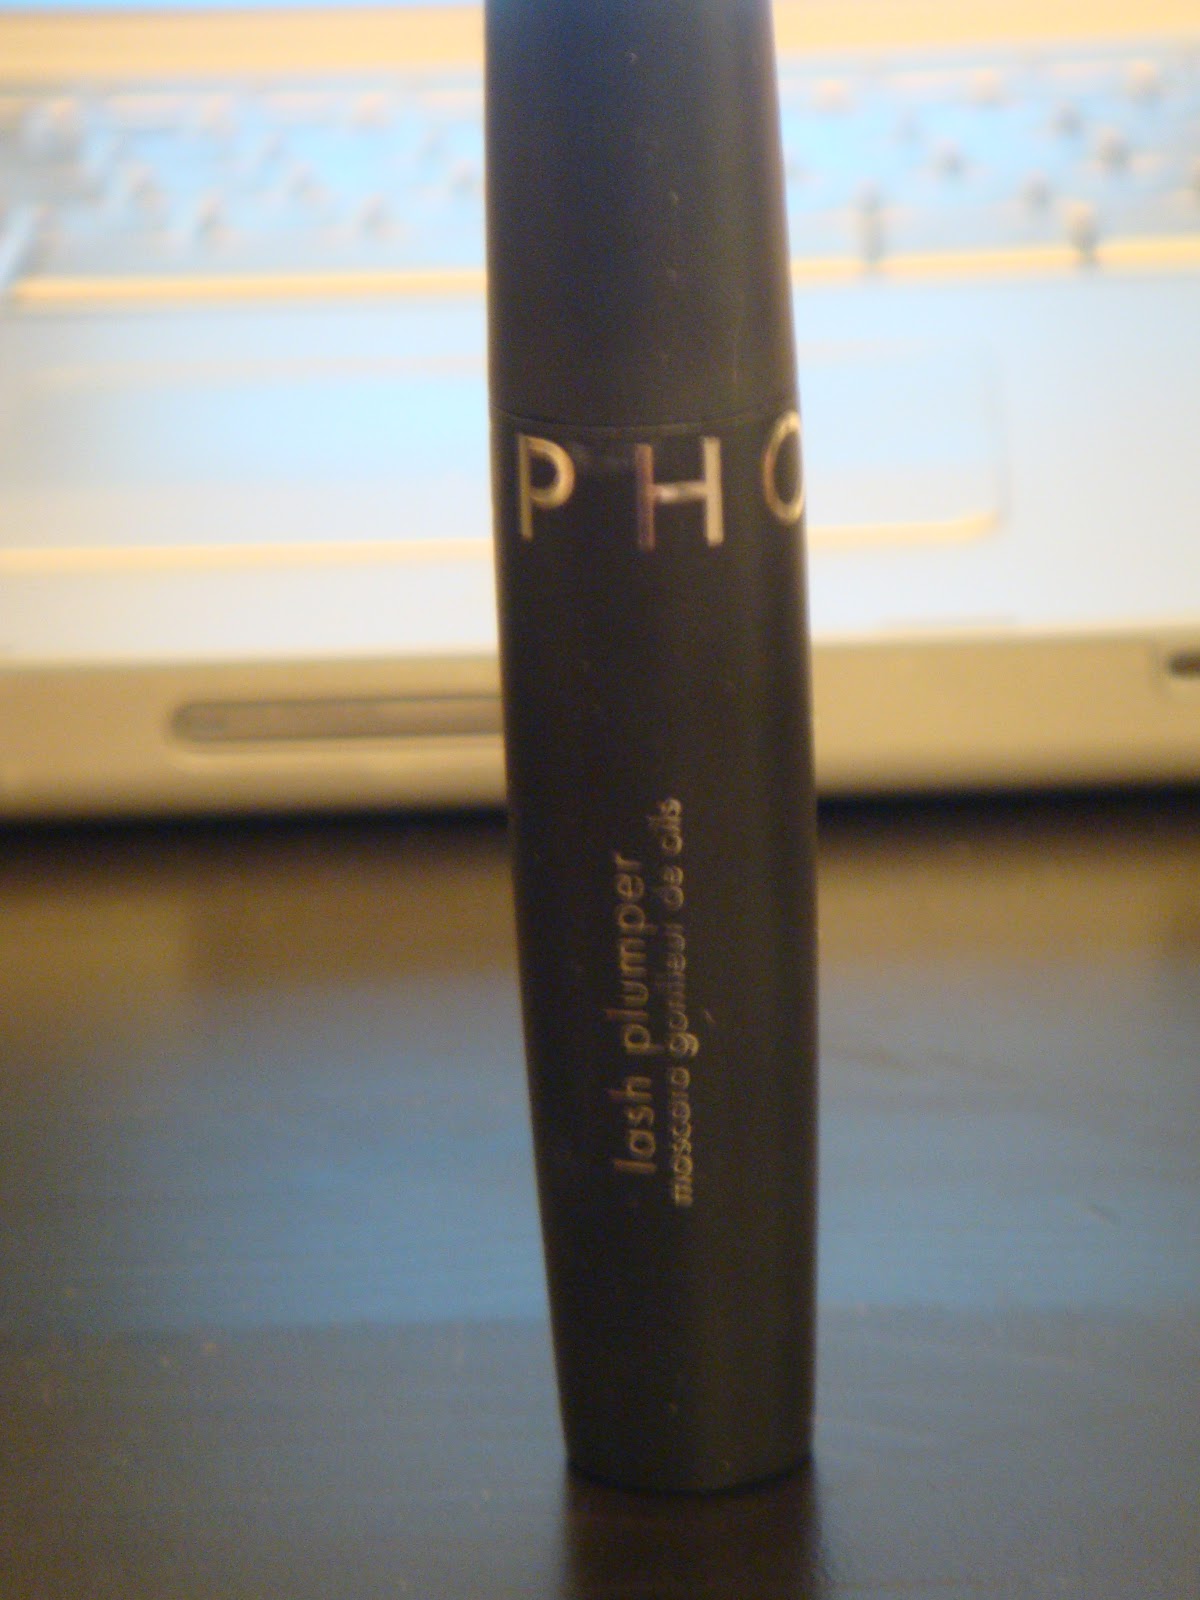 PHO
lash plumper
mascara gonfleur de cils